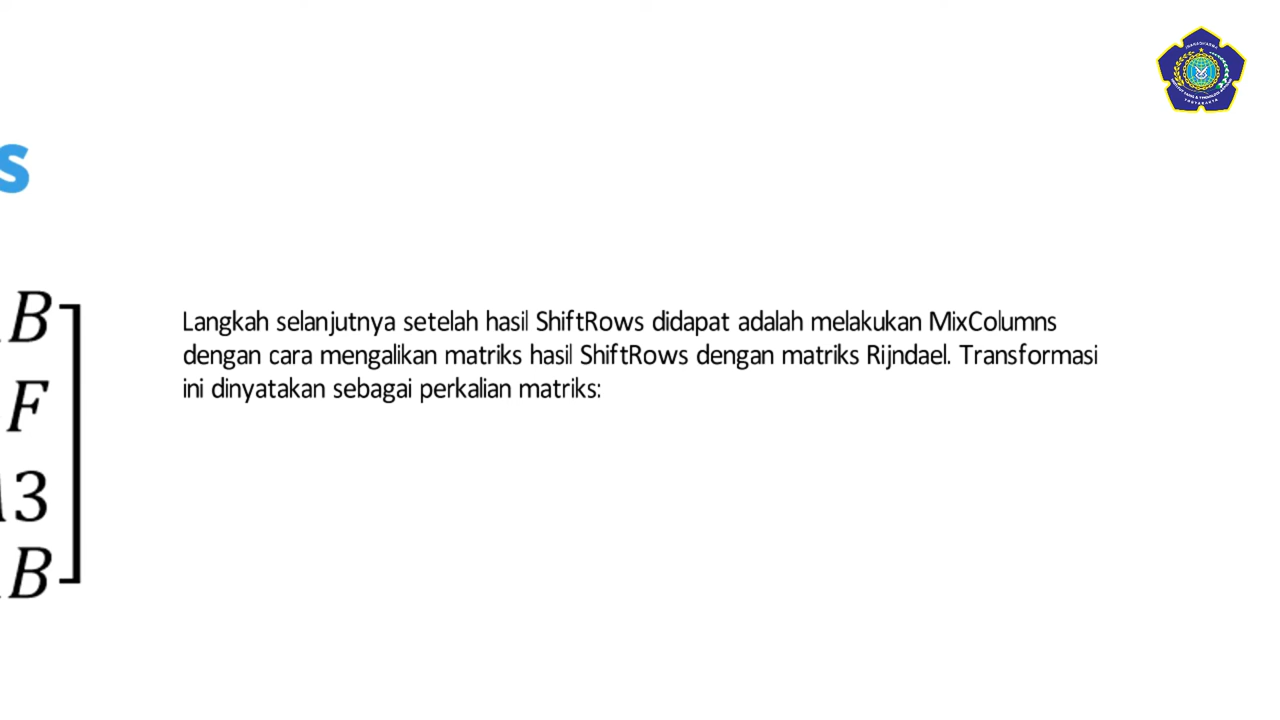 s
B
Langkah selanjutnya setelah hasil ShiftRows didapat adalah melakukan MixColumns
dengan cara mengalikan matriks hasil ShiftRows dengan matriks Rijndael. Transformasi
ini dinyatakan sebagai perkalian matriks:
F
3
B